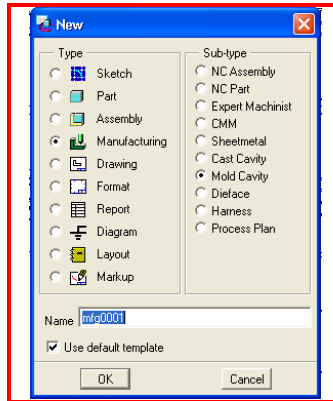 New
Type
Sketch
Part
Assembly
Manufacturing
Drawing
Format
Report
Diagram
Layout
Markup
Sub-type
NC Assembly
NC Part
Expert Machinist
CMM
Sheetmetal
Cast Cavity
Mold Cavity
Dieface
Harness
Process Plan
Name mfg0001
Use default template
OK Cancel